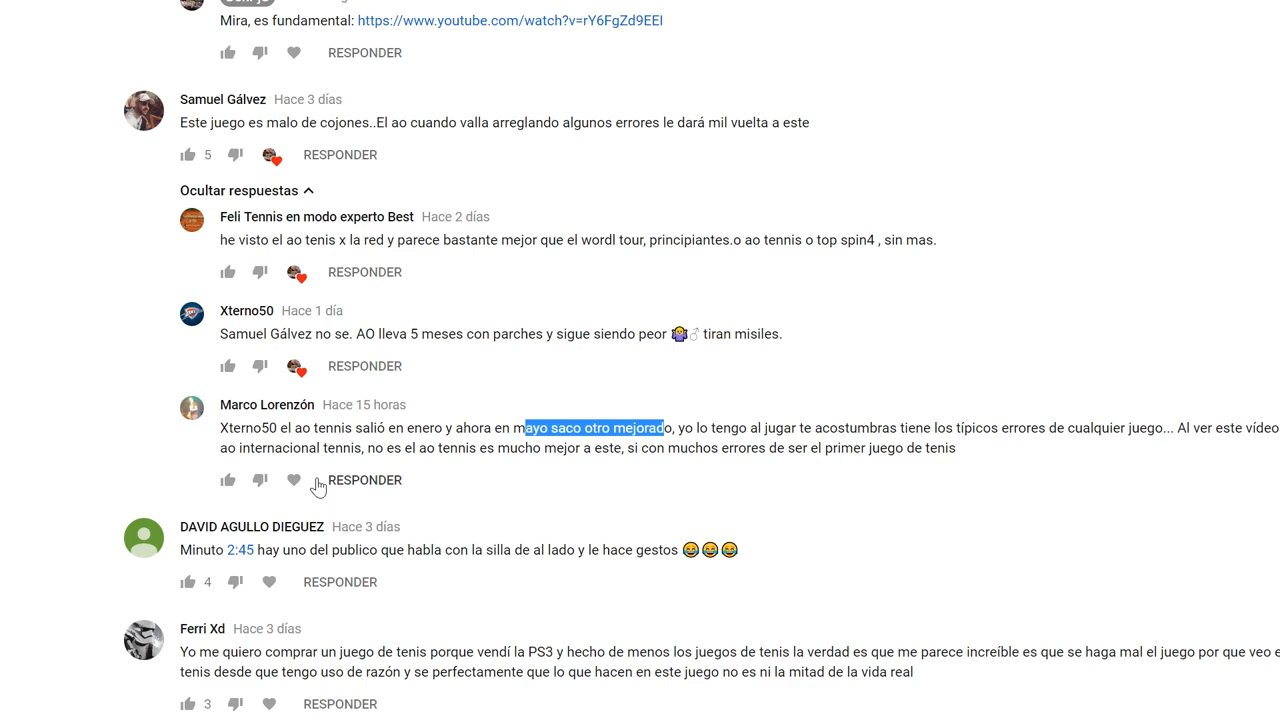 Mira, es fundamental: https://www.youtube.com/watch?v=rY6FgZd9EEI
RESPONDER
Samuel Gálvez Hace 3 días
Este juego es malo de cojones..El ao cuando valla arreglando algunos errores le dará mil vuelta a este
5 RESPONDER
Ocultar respuestas
Feli Tennis en modo experto Best Hace 2 días
he visto el ao tenis x la red y parece bastante mejor que el wordl tour, principiantes.o ao tennis o top spin4 , sin mas.
RESPONDER
Xterno50 Hace 1 día
Samuel Gálvez no se. AO lleva 5 meses con parches y sigue siendo peor 🤷♂ tiran misiles.
RESPONDER
Marco Lorenzón Hace 15 horas
Xterno50 el ao tennis salió en enero y ahora en mayo saco otro mejorado, yo lo tengo al jugar te acostumbras tiene los típicos errores de cualquier juego... Al ver este vídeo
ao internacional tennis, no es el ao tennis es mucho mejor a este, si con muchos errores de ser el primer juego de tenis
RESPONDER
DAVID AGULLO DIEGUEZ Hace 3 días
Minuto 2:45 hay uno del publico que habla con la silla de al lado y le hace gestos 😂😂😂
4 RESPONDER
Ferri Xd Hace 3 días
Yo me quiero comprar un juego de tenis porque vendí la PS3 y hecho de menos los juegos de tenis la verdad es que me parece increíble es que se haga mal el juego por que veo
tenis desde que tengo uso de razón y se perfectamente que lo que hacen en este juego no es ni la mitad de la vida real
3 RESPONDER